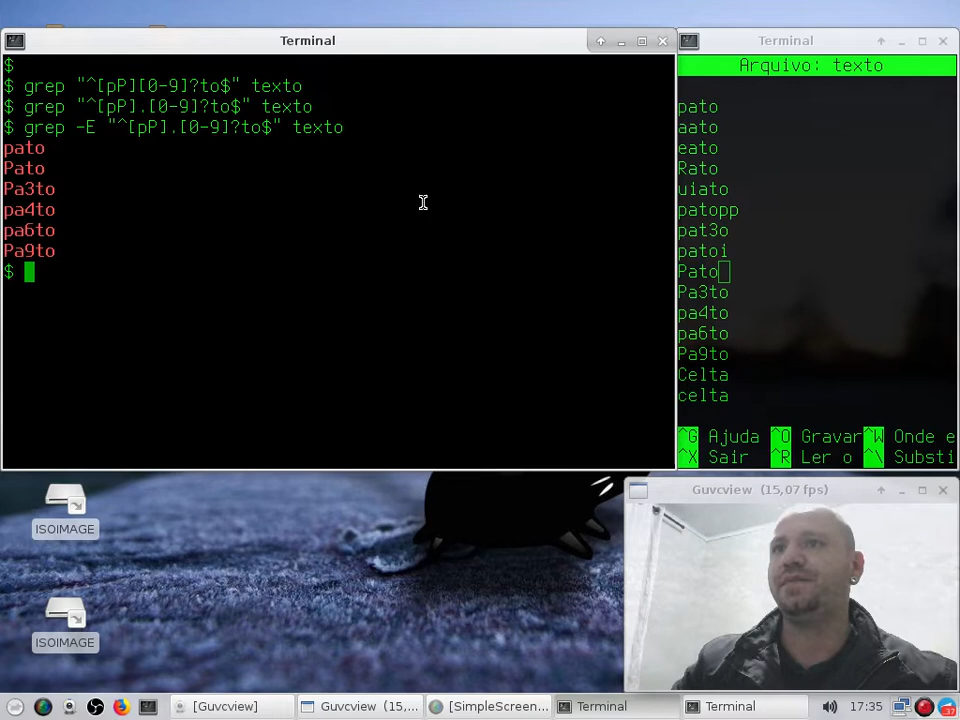 Terminal
$
$ grep "^[pP][0-9]?to$" texto
$ grep "^[pP].[0-9]?to$" texto
$ grep -E "^[pP].[0-9]?to$" texto
pato
Pato
Pa3to
pa4to
pa6to
Pa9to
$
Terminal
Arquivo: texto
pato
aato
eato
Rato
uiato
patopp
pat3o
patoi
Pato
Pa3to
pa4to
pa6to
Pa9to
Celta
celta
^G Ajuda ^O Gravar ^W Onde e
^X Sair ^R Ler o ^\ Substi
ISOIMAGE
ISOIMAGE
Guvcview (15,07 fps)
[Guvcview]
Guvcview (15,...
[SimpleScreen...
Terminal
Terminal
17:35